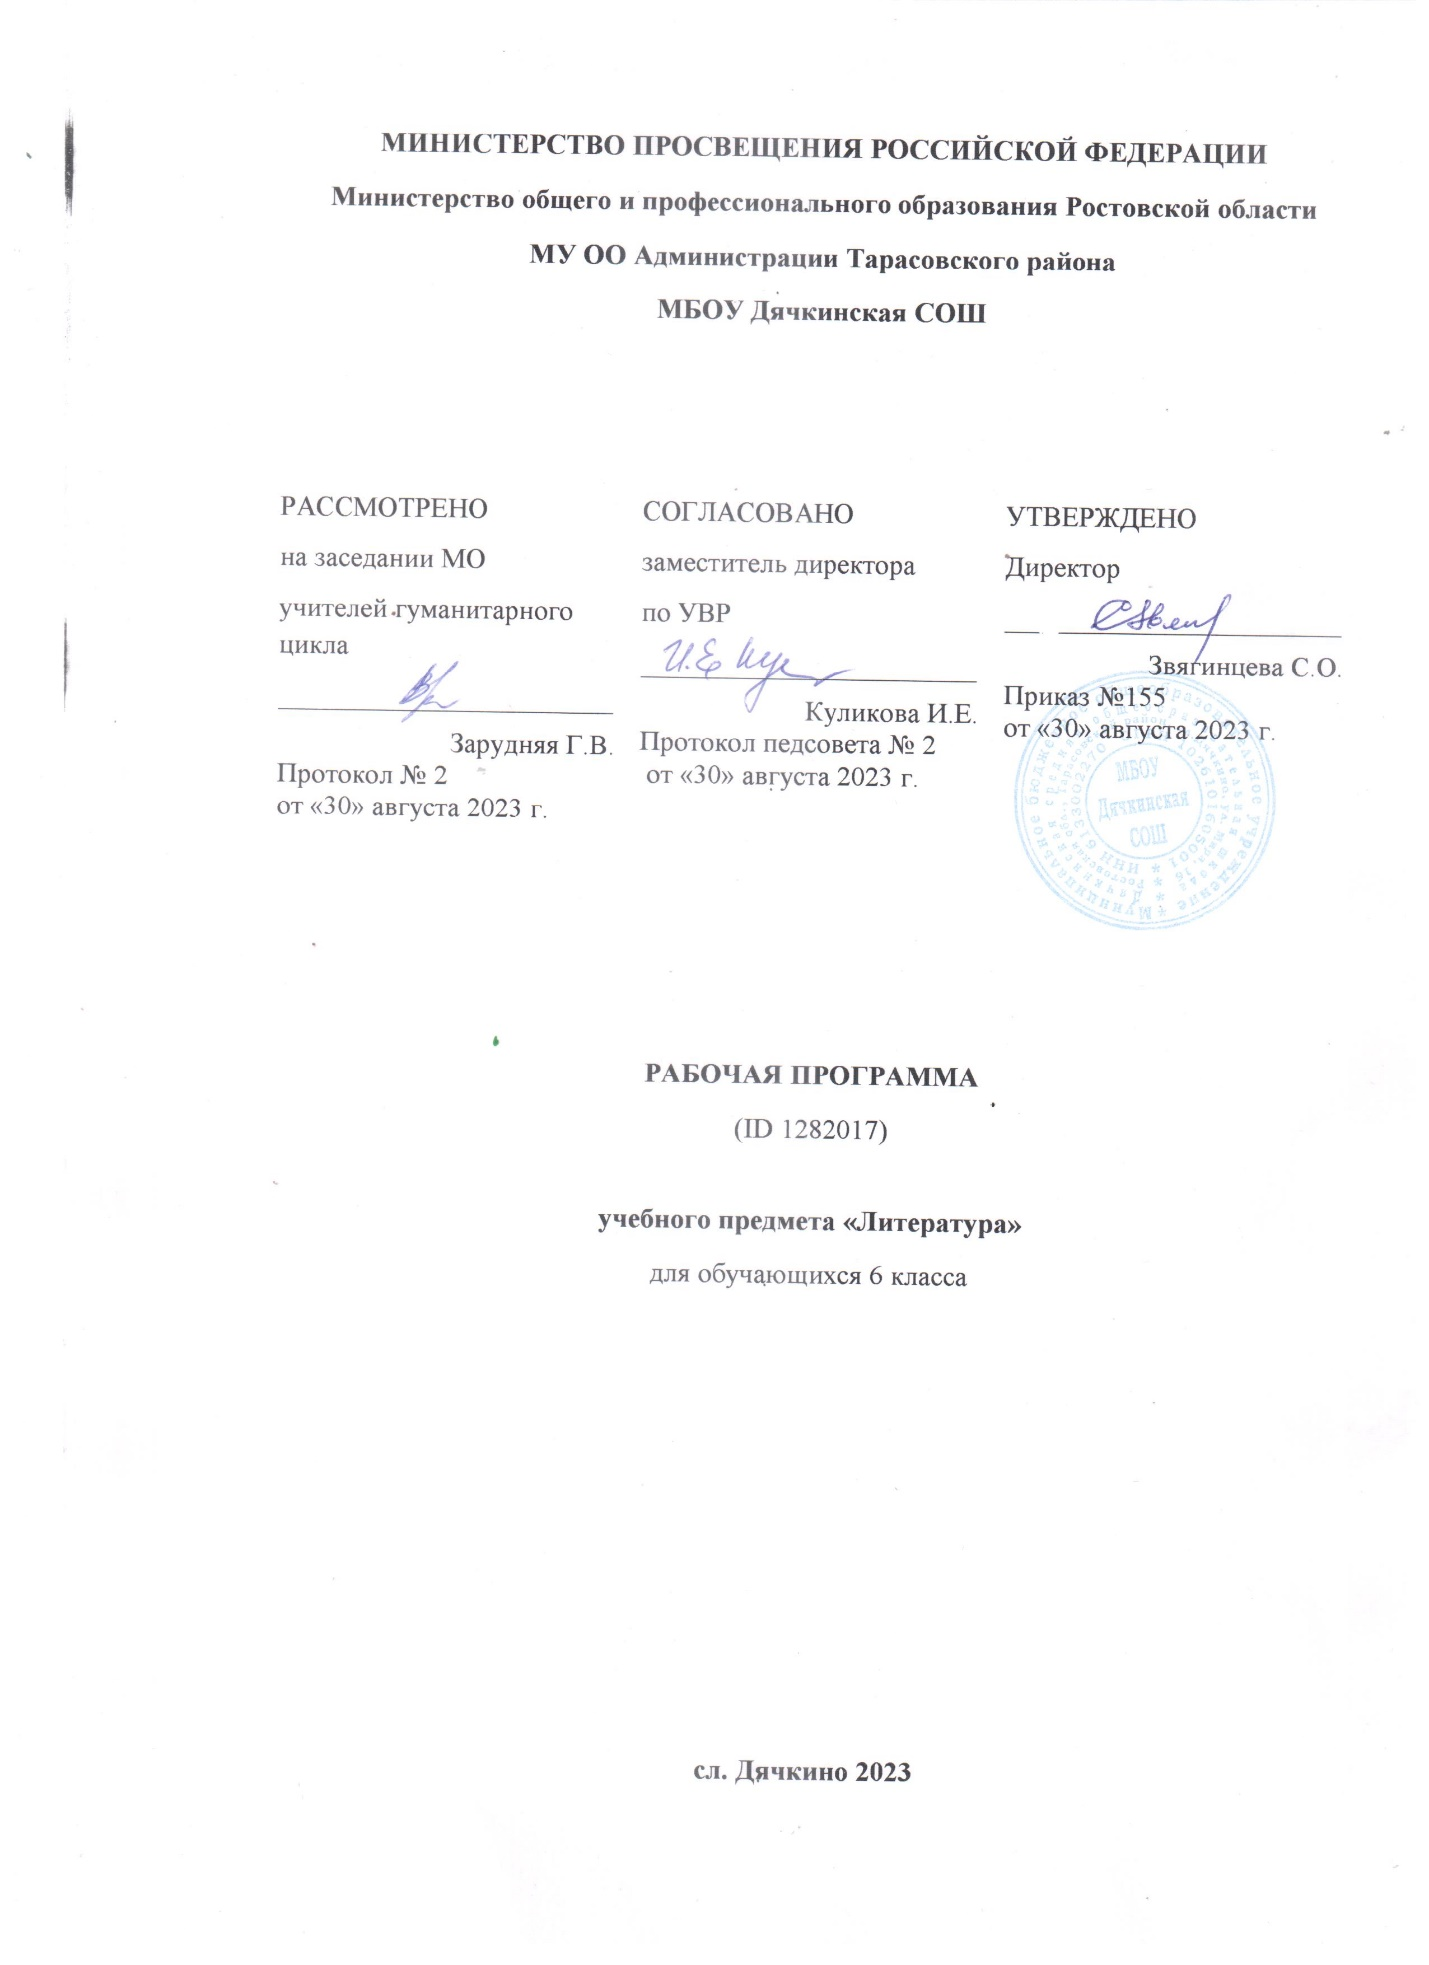 МИНИСТЕРСТВО ПРОСВЕЩЕНИЯ РОССИЙСКОЙ ФЕДЕРАЦИИ
Министерство общего и профессионального образования Ростовской области
МУ ОО Администрации Тарасовского района
МБОУ Дячкинская СОШ
РАССМОТРЕНО
на заседании МО
учителей гуманитарного
цикла
Зарудняя Г.В.
Протокол № 2
от «30» августа 2023 г.
СОГЛАСОВАНО
заместитель директора
по УВР
Куликова И.Е.
Протокол педсовета № 2
от «30» августа 2023 г.
УТВЕРЖДЕНО
Директор
Звягинцева С.О.
Приказ №155
от «30» августа 2023 г.
МБОУ
Дячкинская
СОШ
РАБОЧАЯ ПРОГРАММА
(ID 1282017)
учебного предмета «Литература»
для обучающихся 6 класса
сл. Дячкино 2023